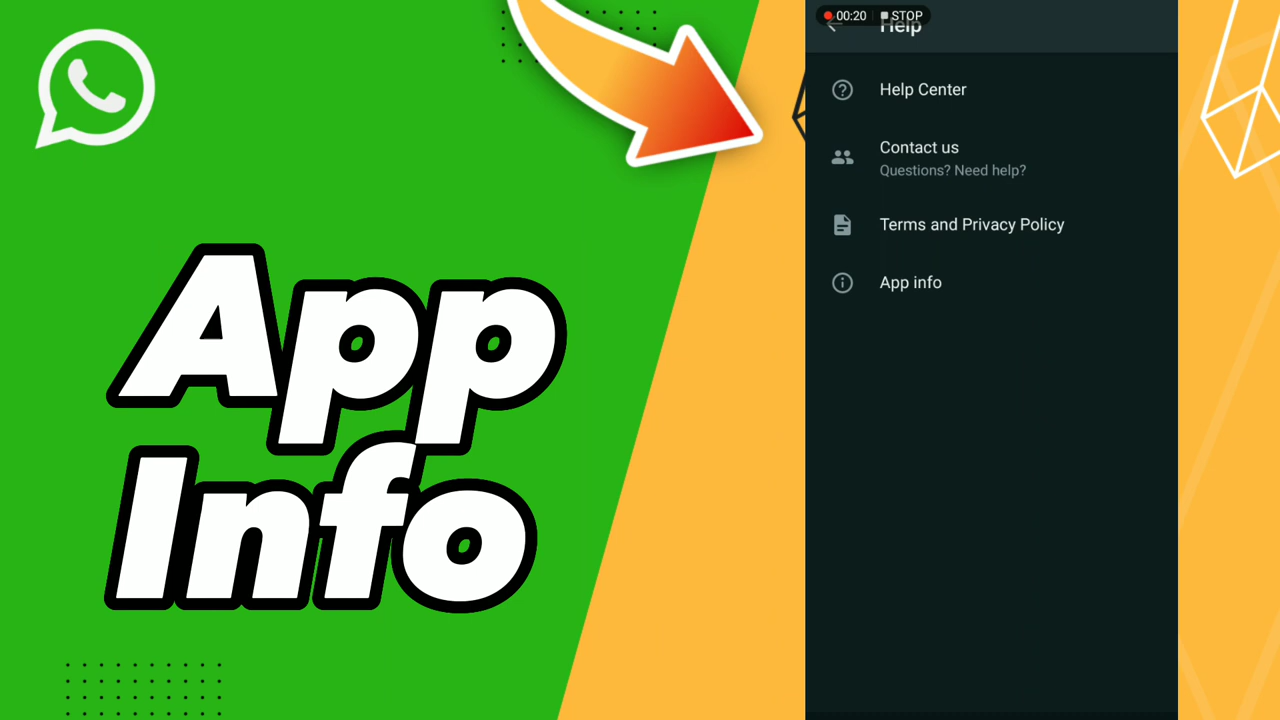 App
Info
00:20 STOP
Help
Help Center
Contact us
Questions? Need help?
Terms and Privacy Policy
App info